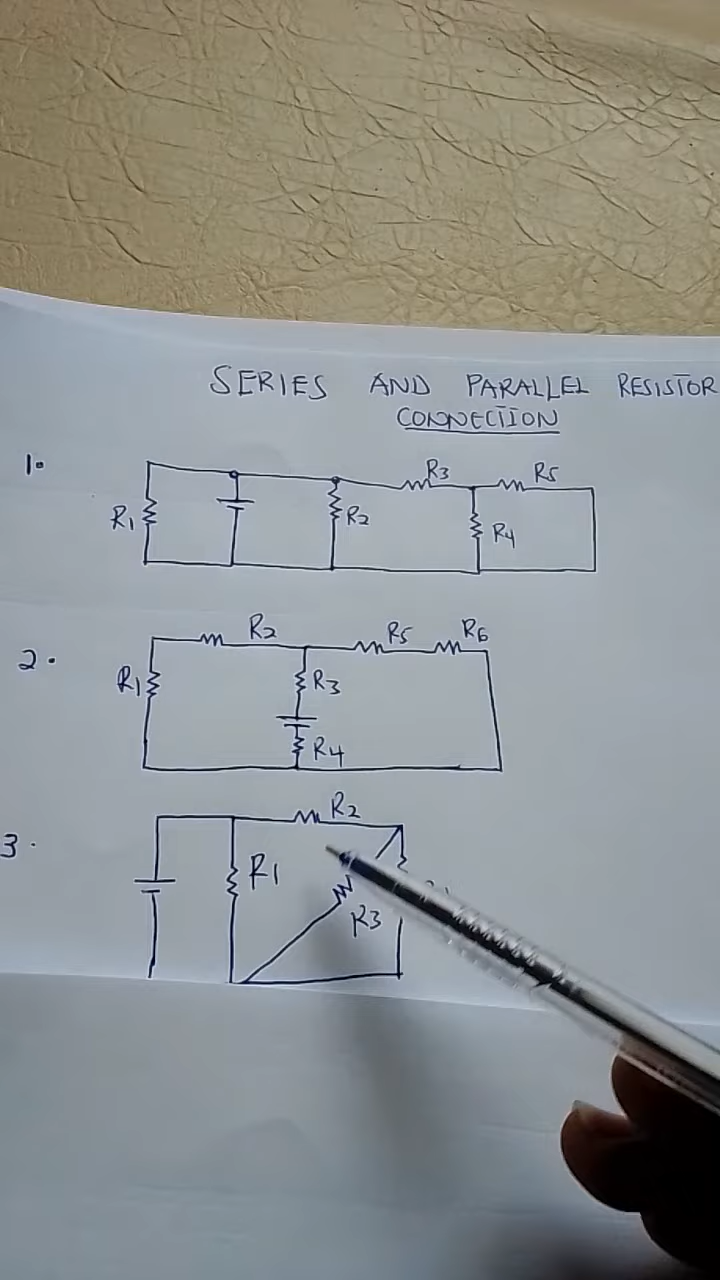 SERIES AND PARALLEL RESISTOR
CONNECTION
1.
R1 R2 R3 R4 R5
2.
R1 R2 R3 R4 R5 R6
3.
R1 R2 R3